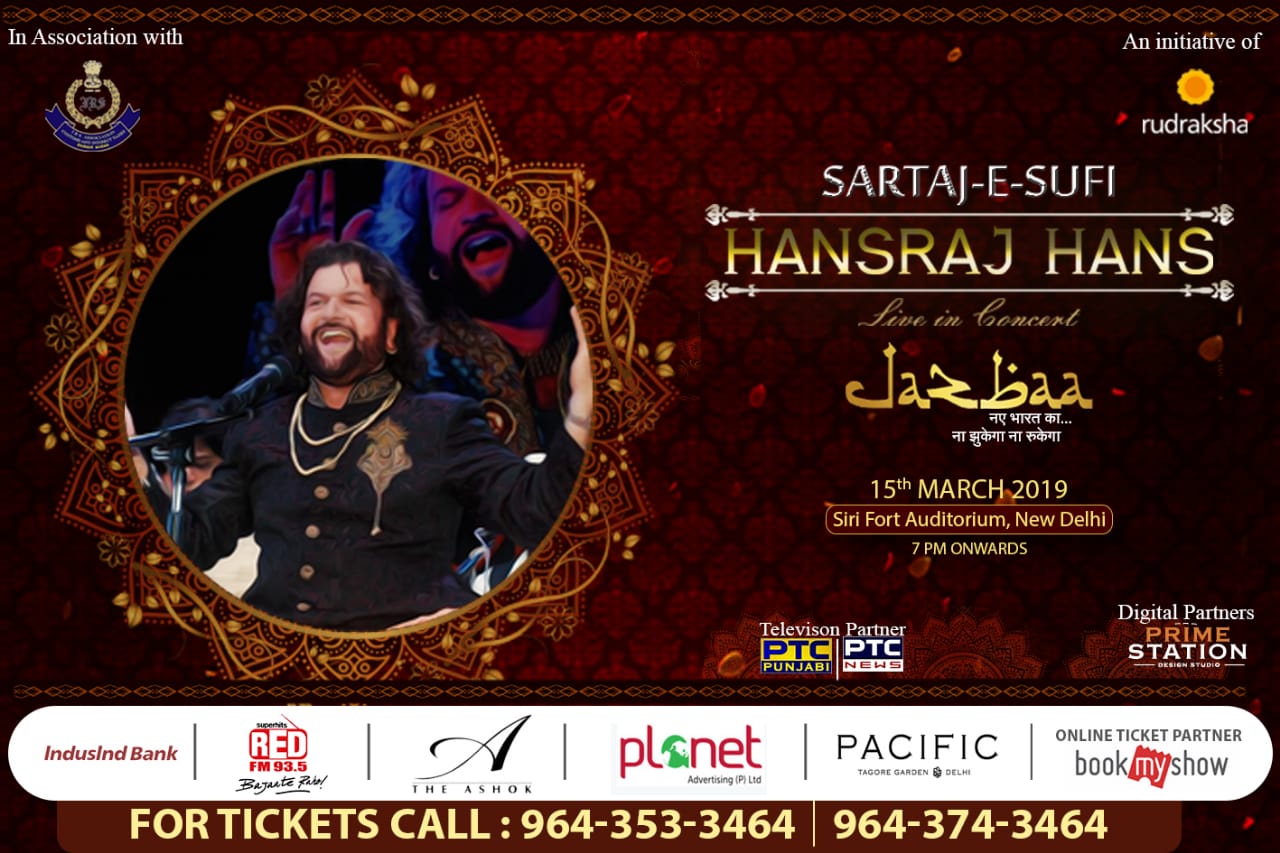 In Association with
IRS
An initiative of
rudraksha
SARTAJ-E-SUFI
HANSRAJ HANS
Live in Concert
Jazbaa
नए भारत का...
ना झुकेगा ना रुकेगा
15th MARCH 2019
Siri Fort Auditorium, New Delhi
7 PM ONWARDS
Televison Partner
PTC PUNJABI
PTC NEWS
Digital Partners
PRIME
STATION
DESIGN STUDIO
IndusInd Bank
superhits
RED
FM 93.5
Bajaate Raho!
A
THE ASHOK
planet
Advertising (P) Ltd
PACIFIC
TAGORE GARDEN DELHI
ONLINE TICKET PARTNER
bookmyshow
FOR TICKETS CALL : 964-353-3464 | 964-374-3464